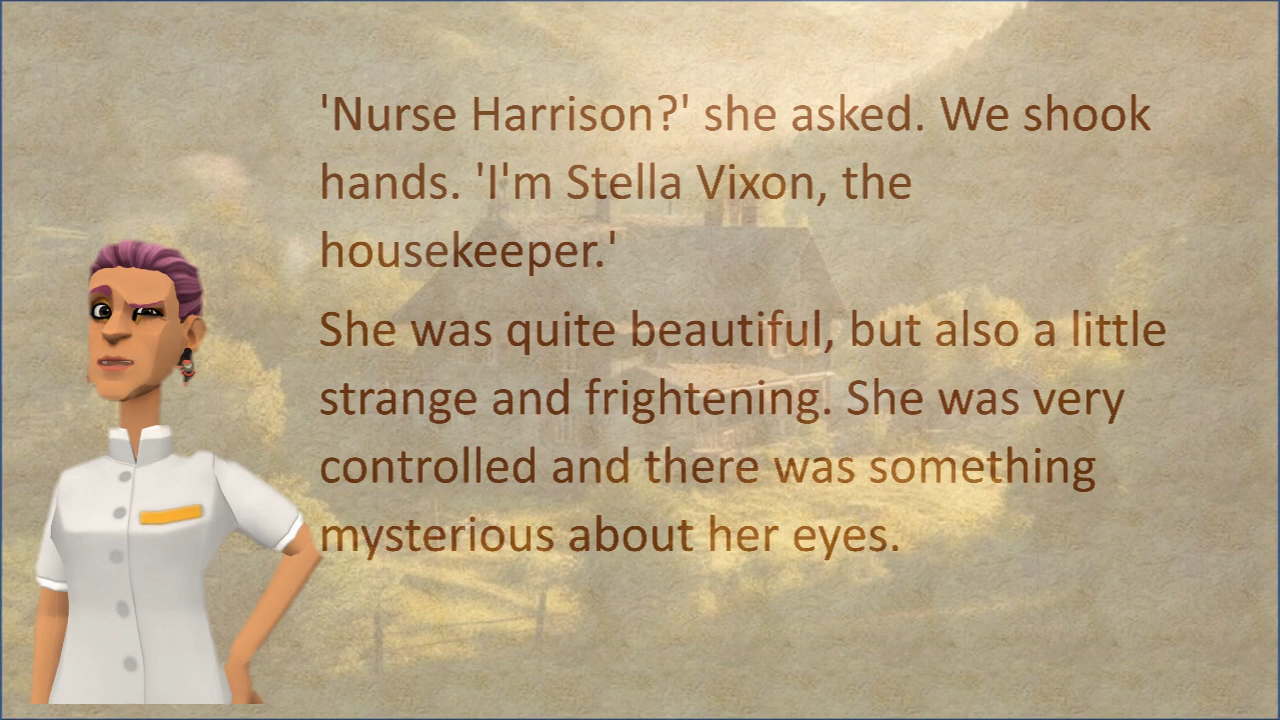 'Nurse Harrison?' she asked. We shook
hands. 'I'm Stella Vixon, the
housekeeper.'
She was quite beautiful, but also a little
strange and frightening. She was very
controlled and there was something
mysterious about her eyes.